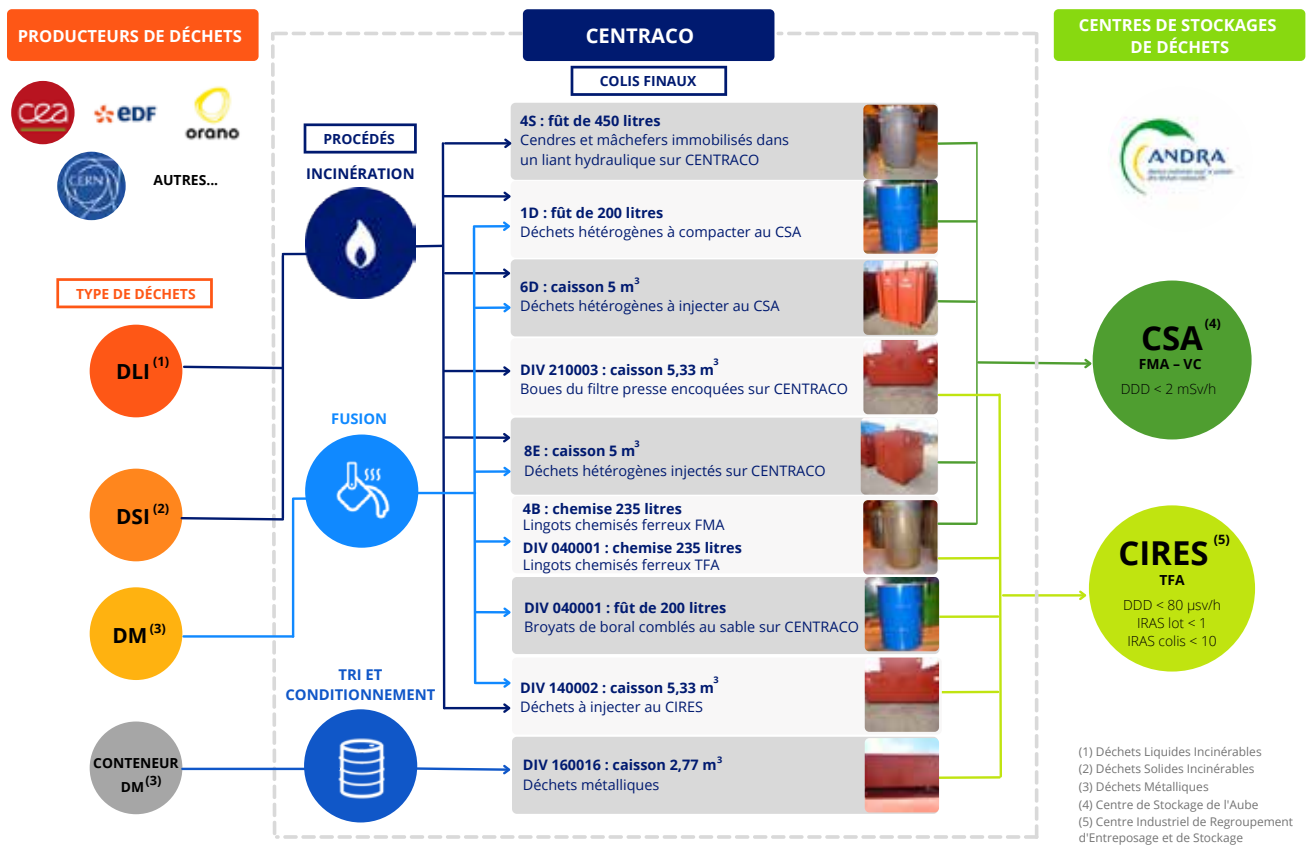 PRODUCTEURS DE DÉCHETS
cea
eDF
orano
CERN
AUTRES...
TYPE DE DÉCHETS
DLI (1)
DSI (2)
DM (3)
CONTENEUR
DM (3)
CENTRACO
PROCÉDÉS
INCINÉRATION
FUSION
TRI ET
CONDITIONNEMENT
COLIS FINAUX
4S : fût de 450 litres
Cendres et mâchefers immobilisés dans
un liant hydraulique sur CENTRACO
1D : fût de 200 litres
Déchets hétérogènes à compacter au CSA
6D : caisson 5 m³
Déchets hétérogènes à injecter au CSA
DIV 210003 : caisson 5,33 m³
Boues du filtre presse encoquées sur CENTRACO
8E : caisson 5 m³
Déchets hétérogènes injectés sur CENTRACO
4B : chemise 235 litres
Lingots chemisés ferreux FMA
DIV 040001 : chemise 235 litres
Lingots chemisés ferreux TFA
DIV 040001 : fût de 200 litres
Broyats de boral comblés au sable sur CENTRACO
DIV 140002 : caisson 5,33 m³
Déchets à injecter au CIRES
DIV 160016 : caisson 2,77 m³
Déchets métalliques
CENTRES DE STOCKAGES
DE DÉCHETS
ANDRA
CSA (4)
FMA – VC
DDD < 2 mSv/h
CIRES (5)
TFA
DDD < 80 µsv/h
IRAS lot < 1
IRAS colis < 10
(1) Déchets Liquides Incinérables
(2) Déchets Solides Incinérables
(3) Déchets Métalliques
(4) Centre de Stockage de l'Aube
(5) Centre Industriel de Regroupement
d'Entreposage et de Stockage